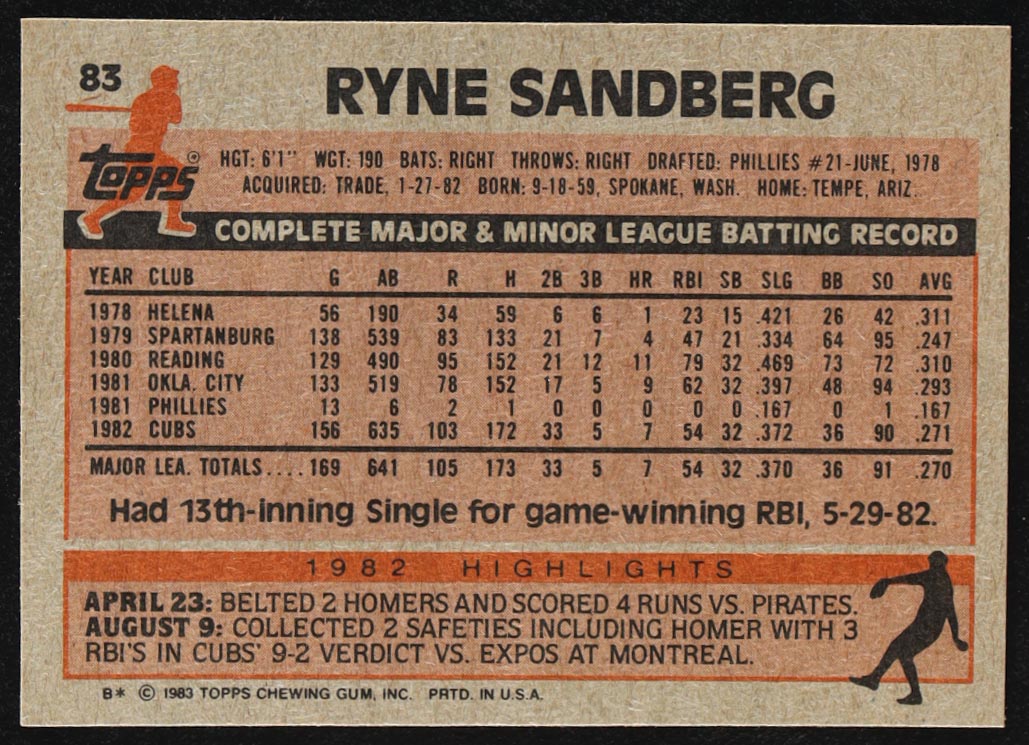 83
RYNE SANDBERG
Topps ®
HGT: 6'1" WGT: 190 BATS: RIGHT THROWS: RIGHT DRAFTED: PHILLIES #21-JUNE, 1978
ACQUIRED: TRADE, 1-27-82 BORN: 9-18-59, SPOKANE, WASH. HOME: TEMPE, ARIZ.
COMPLETE MAJOR & MINOR LEAGUE BATTING RECORD
YEAR CLUB G AB R H 2B 3B HR RBI SB SLG BB SO AVG
1978 HELENA 56 190 34 59 6 6 1 23 15 .421 26 42 .311
1979 SPARTANBURG 138 539 83 133 21 7 4 47 21 .334 64 95 .247
1980 READING 129 490 95 152 21 12 11 79 32 .469 73 72 .310
1981 OKLA. CITY 133 519 78 152 17 5 9 62 32 .397 48 94 .293
1981 PHILLIES 13 6 2 1 0 0 0 0 0 .167 0 1 .167
1982 CUBS 156 635 103 172 33 5 7 54 32 .372 36 90 .271
MAJOR LEA. TOTALS.... 169 641 105 173 33 5 7 54 32 .370 36 91 .270
Had 13th-inning Single for game-winning RBI, 5-29-82.
1982 HIGHLIGHTS
APRIL 23: BELTED 2 HOMERS AND SCORED 4 RUNS VS. PIRATES.
AUGUST 9: COLLECTED 2 SAFETIES INCLUDING HOMER WITH 3
RBI'S IN CUBS' 9-2 VERDICT VS. EXPOS AT MONTREAL.
B* © 1983 TOPPS CHEWING GUM, INC. PRTD. IN U.S.A.